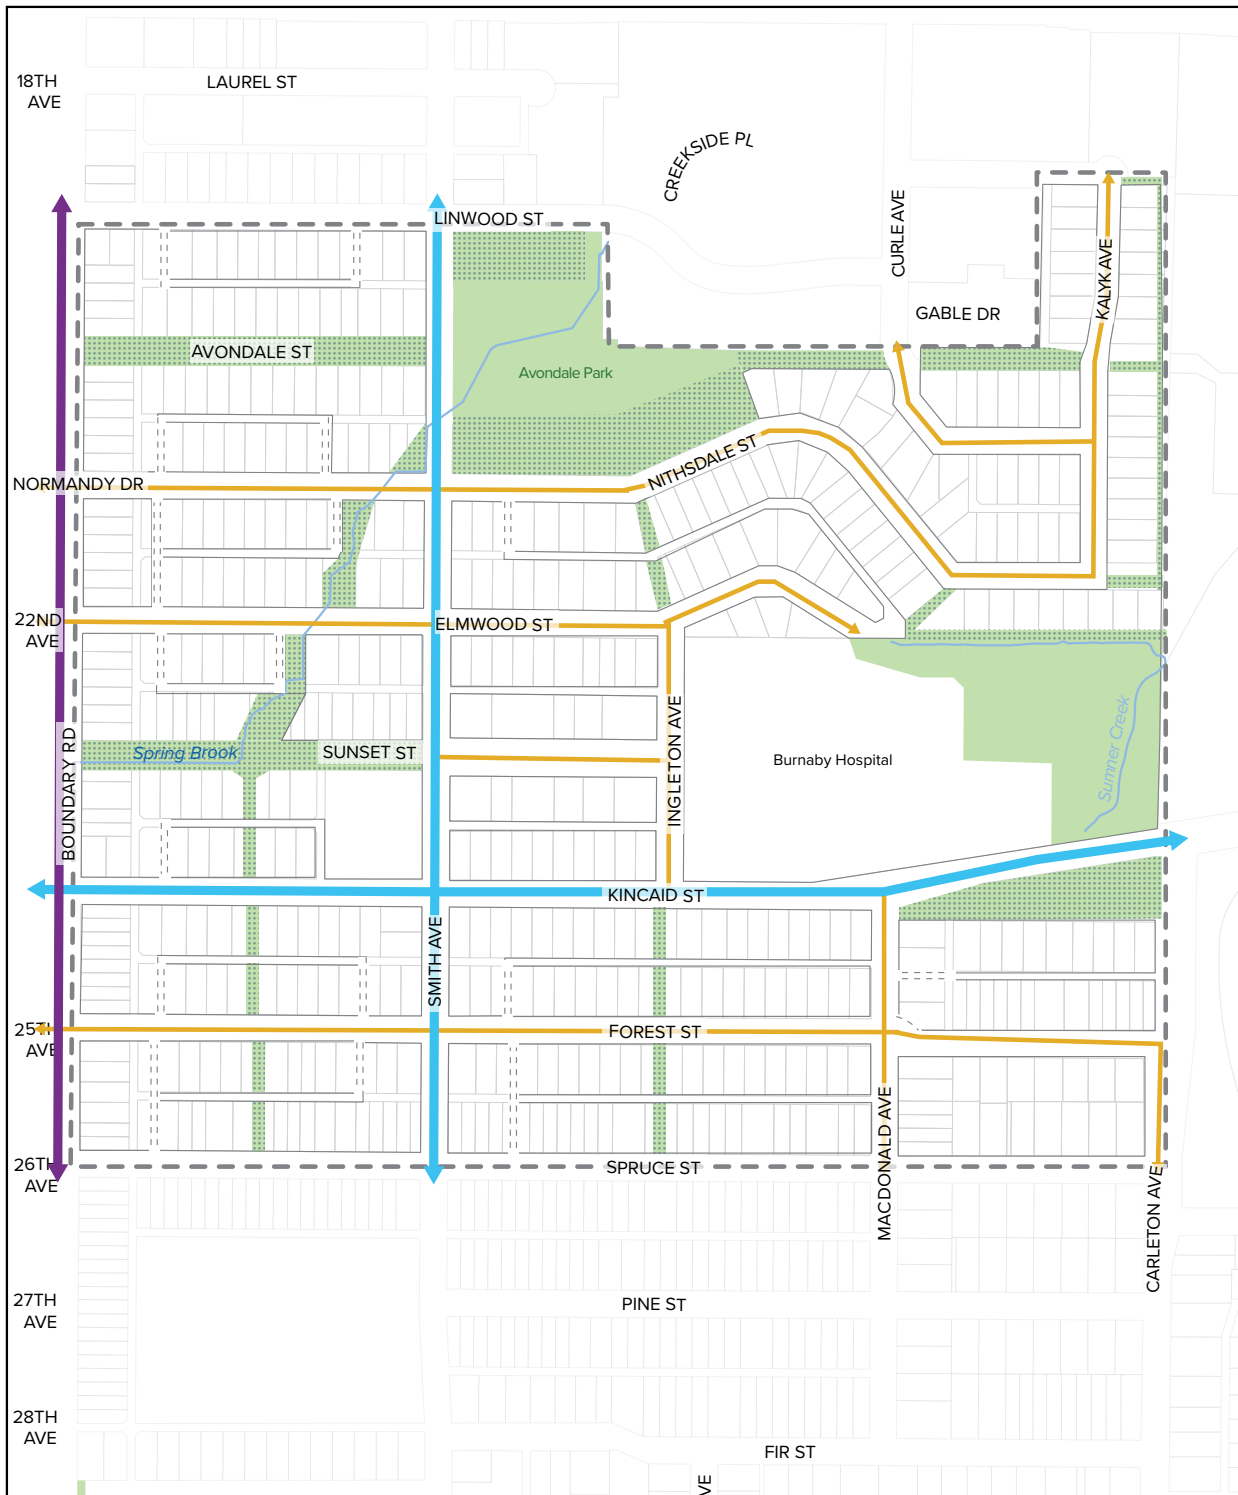 18TH
AVE
LAUREL ST
CREEKSIDE PL
LINWOOD ST
CURLE AVE
KALYK AVE
GABLE DR
AVONDALE ST
Avondale Park
NITHSDALE ST
NORMANDY DR
22ND
AVE
ELMWOOD ST
BOUNDARY RD
Spring Brook
SUNSET ST
INGLETON AVE
Burnaby Hospital
Sumner Creek
KINCAID ST
SMITH AVE
25TH
AVE
FOREST ST
MACDONALD AVE
26TH
AVE
SPRUCE ST
CARLETON AVE
27TH
AVE
PINE ST
28TH
AVE
FIR ST
VE